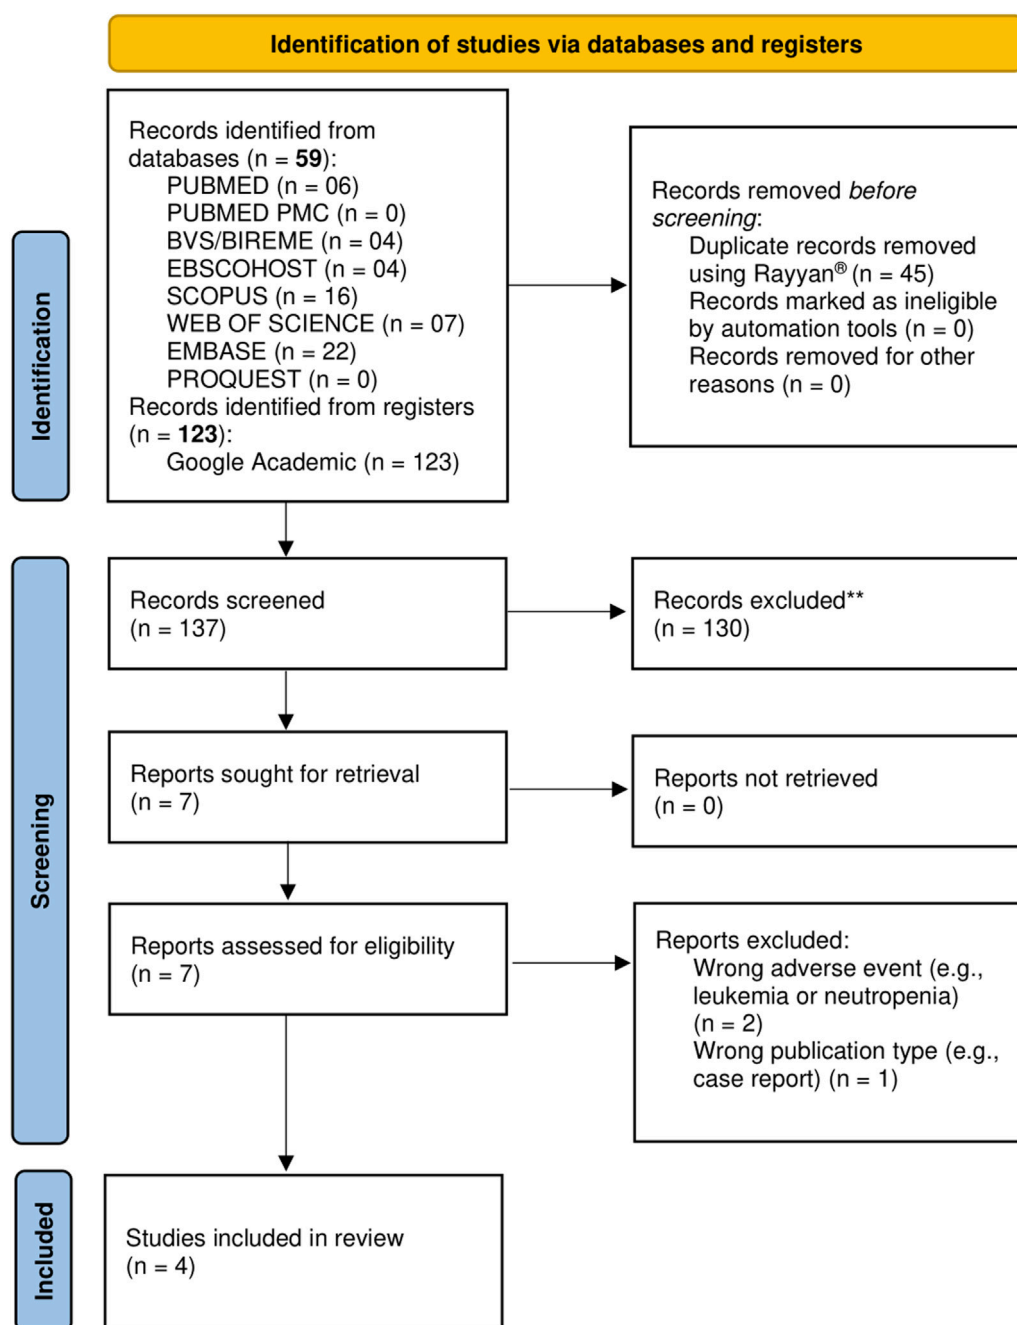 Identification of studies via databases and registers
Identification
Records identified from
databases (n = 59):
PUBMED (n = 06)
PUBMED PMC (n = 0)
BVS/BIREME (n = 04)
EBSCOHOST (n = 04)
SCOPUS (n = 16)
WEB OF SCIENCE (n = 07)
EMBASE (n = 22)
PROQUEST (n = 0)
Records identified from registers
(n = 123):
Google Academic (n = 123)
Records removed before
screening:
Duplicate records removed
using Rayyan® (n = 45)
Records marked as ineligible
by automation tools (n = 0)
Records removed for other
reasons (n = 0)
Screening
Records screened
(n = 137)
Records excluded**
(n = 130)
Reports sought for retrieval
(n = 7)
Reports not retrieved
(n = 0)
Reports assessed for eligibility
(n = 7)
Reports excluded:
Wrong adverse event (e.g.,
leukemia or neutropenia)
(n = 2)
Wrong publication type (e.g.,
case report) (n = 1)
Included
Studies included in review
(n = 4)